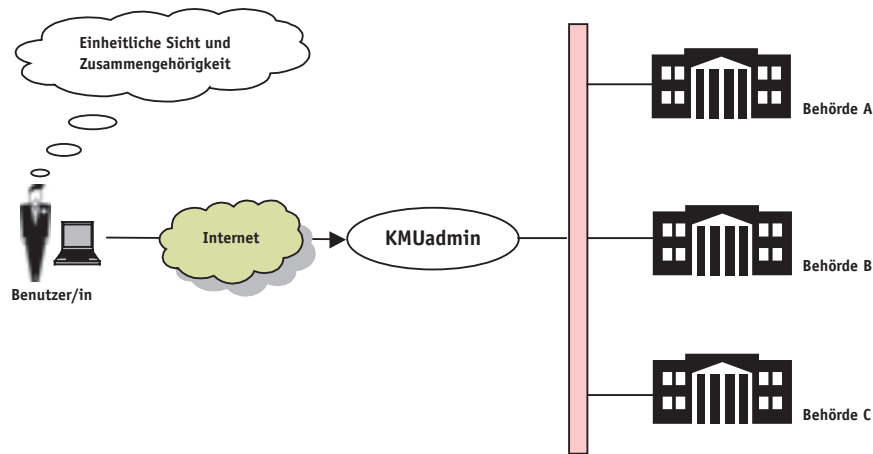 Einheitliche Sicht und
Zusammengehörigkeit
Behörde A
Internet
KMUadmin
Behörde B
Benutzer/in
Behörde C